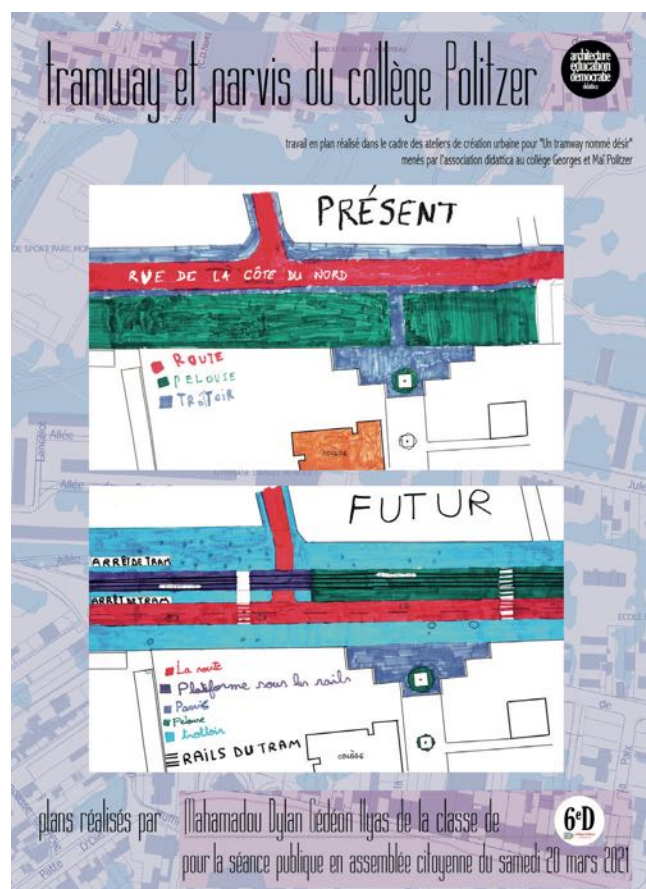 tramway et parvis du collège Politzer
architecture
éducation
démocratie
didattica
travail en plan réalisé dans le cadre des ateliers de création urbaine pour "Un tramway nommé désir"
menés par l'association didattica au collège Georges et Maï Politzer
PRÉSENT
RUE DE LA CÔTE DU NORD
ROUTE
PELOUSE
TROTTOIR
COLLÈGE
FUTUR
ARRÊT DE TRAM
ARRÊT DE TRAM
La route
Plateforme sous les rails
Parvis
Pelouse
trottoir
RAILS DU TRAM
COLLÈGE
plans réalisés par Mahamadou Dylan Gédéon Ilyas de la classe de 6eD
pour la séance publique en assemblée citoyenne du samedi 20 mars 2021